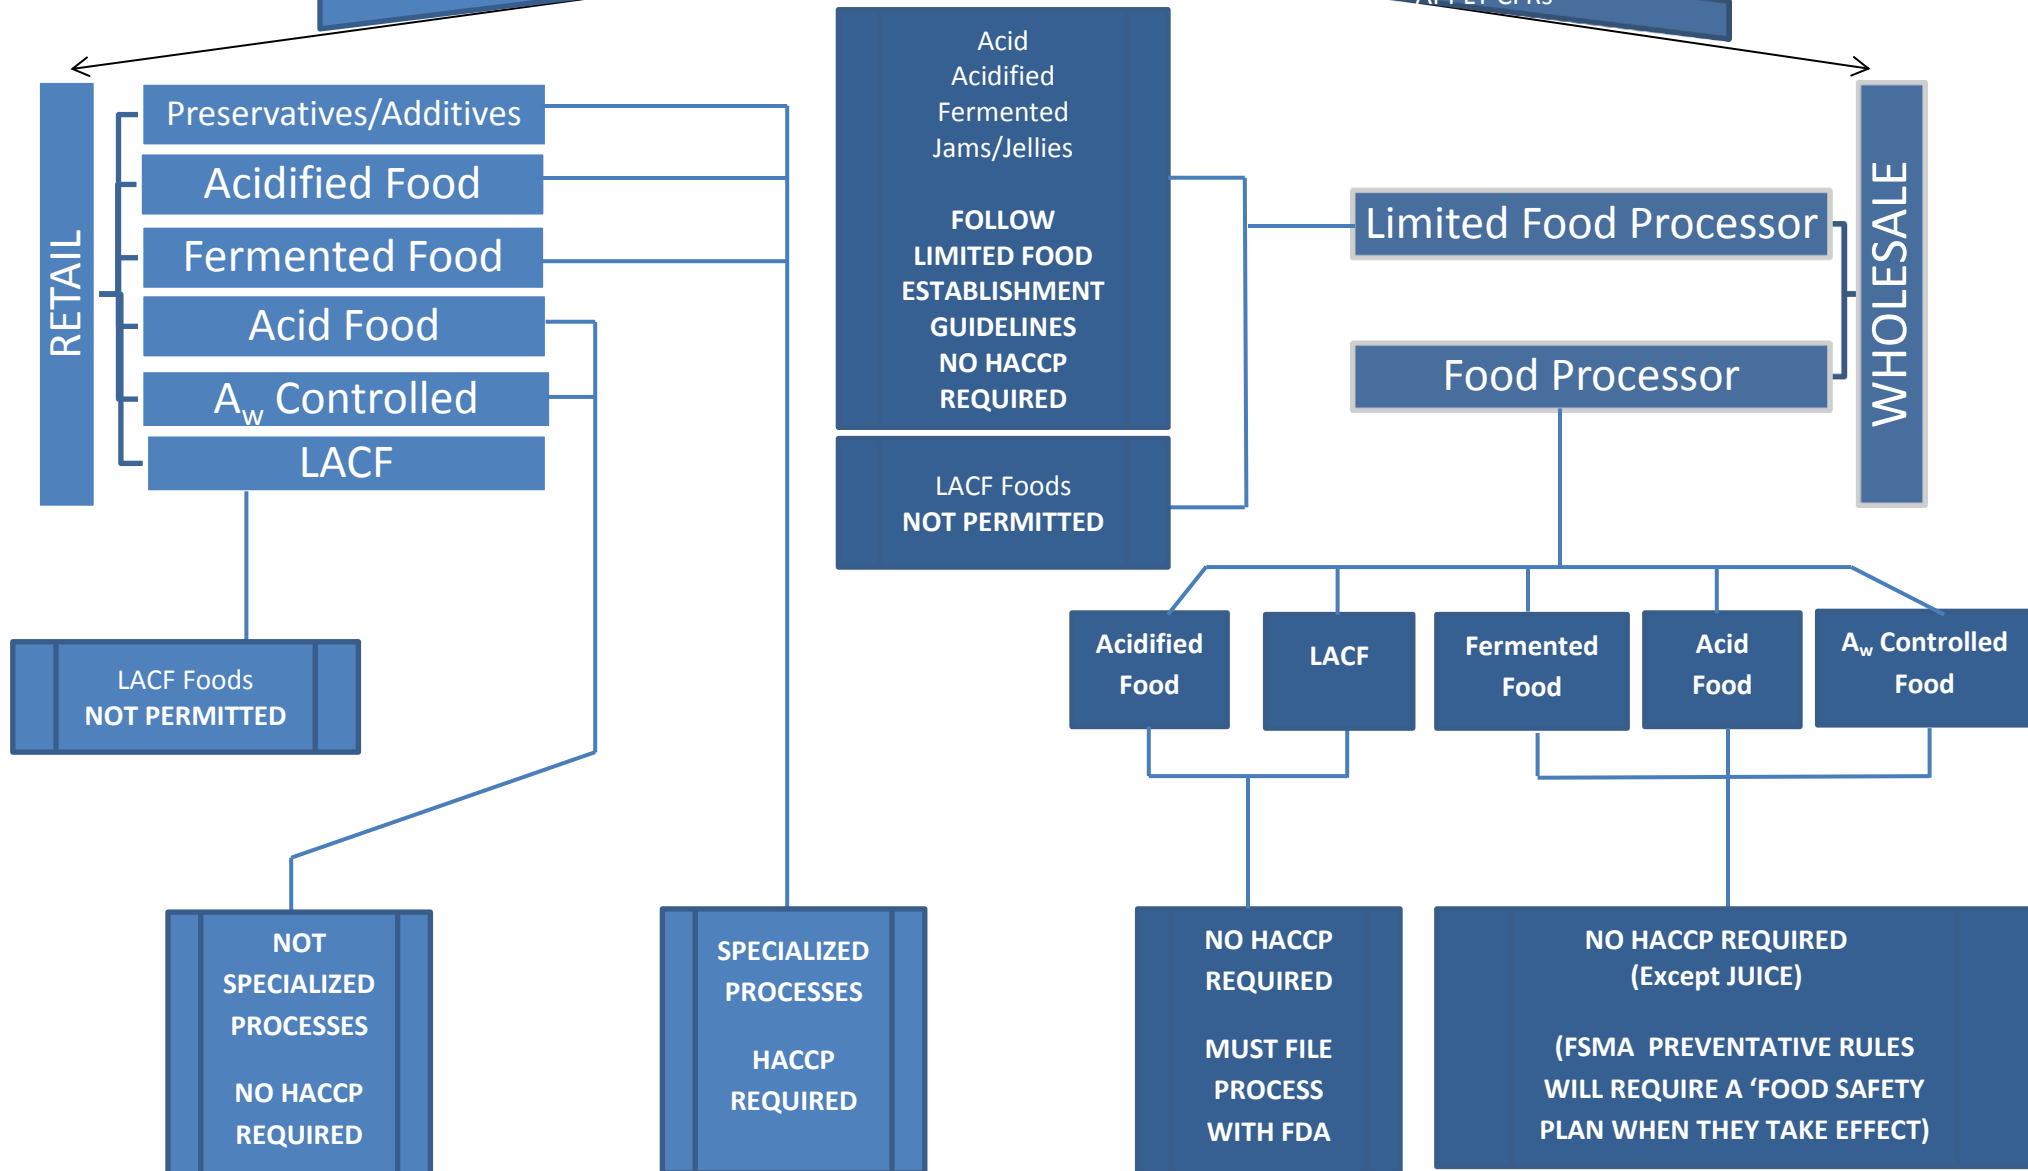 APPLY CFRs
RETAIL
Preservatives/Additives
Acidified Food
Fermented Food
Acid Food
Aw Controlled
LACF
LACF Foods
NOT PERMITTED
NOT
SPECIALIZED
PROCESSES
NO HACCP
REQUIRED
SPECIALIZED
PROCESSES
HACCP
REQUIRED
Acid
Acidified
Fermented
Jams/Jellies
FOLLOW
LIMITED FOOD
ESTABLISHMENT
GUIDELINES
NO HACCP
REQUIRED
LACF Foods
NOT PERMITTED
Limited Food Processor
Food Processor
WHOLESALE
Acidified
Food
LACF
Fermented
Food
Acid
Food
Aw Controlled
Food
NO HACCP
REQUIRED
MUST FILE
PROCESS
WITH FDA
NO HACCP REQUIRED
(Except JUICE)
(FSMA  PREVENTATIVE RULES
WILL REQUIRE A ‘FOOD SAFETY
PLAN WHEN THEY TAKE EFFECT)